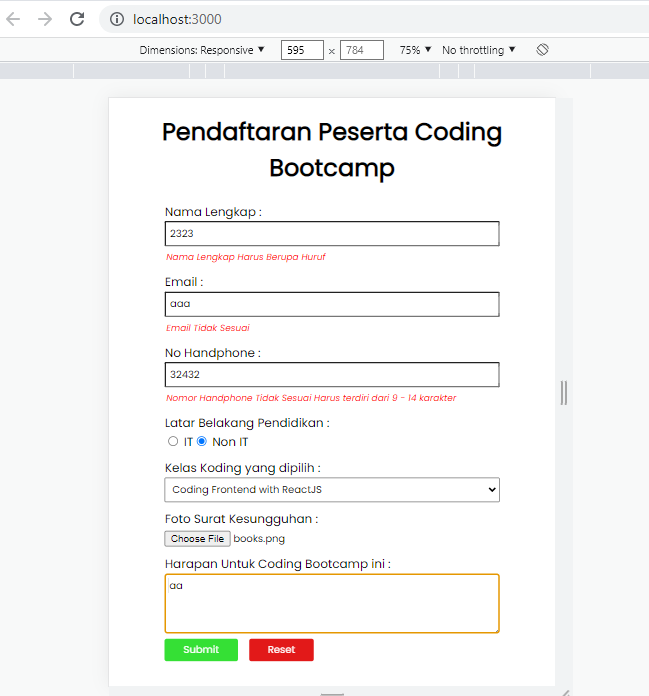 localhost:3000
Dimensions: Responsive ▼ 595 × 784 75% ▼ No throttling ▼
Pendaftaran Peserta Coding
Bootcamp
Nama Lengkap :
2323
Nama Lengkap Harus Berupa Huruf
Email :
aaa
Email Tidak Sesuai
No Handphone :
32432
Nomor Handphone Tidak Sesuai Harus terdiri dari 9 - 14 karakter
Latar Belakang Pendidikan :
IT Non IT
Kelas Koding yang dipilih :
Coding Frontend with ReactJS
Foto Surat Kesungguhan :
Choose File books.png
Harapan Untuk Coding Bootcamp ini :
aa
Submit Reset